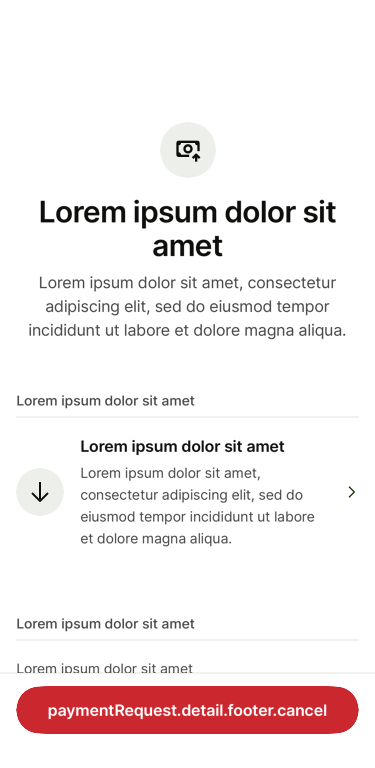 Lorem ipsum dolor sit
amet
Lorem ipsum dolor sit amet, consectetur
adipiscing elit, sed do eiusmod tempor
incididunt ut labore et dolore magna aliqua.
Lorem ipsum dolor sit amet
Lorem ipsum dolor sit amet
Lorem ipsum dolor sit amet,
consectetur adipiscing elit, sed do
eiusmod tempor incididunt ut labore
et dolore magna aliqua.
Lorem ipsum dolor sit amet
Lorem ipsum dolor sit amet
paymentRequest.detail.footer.cancel